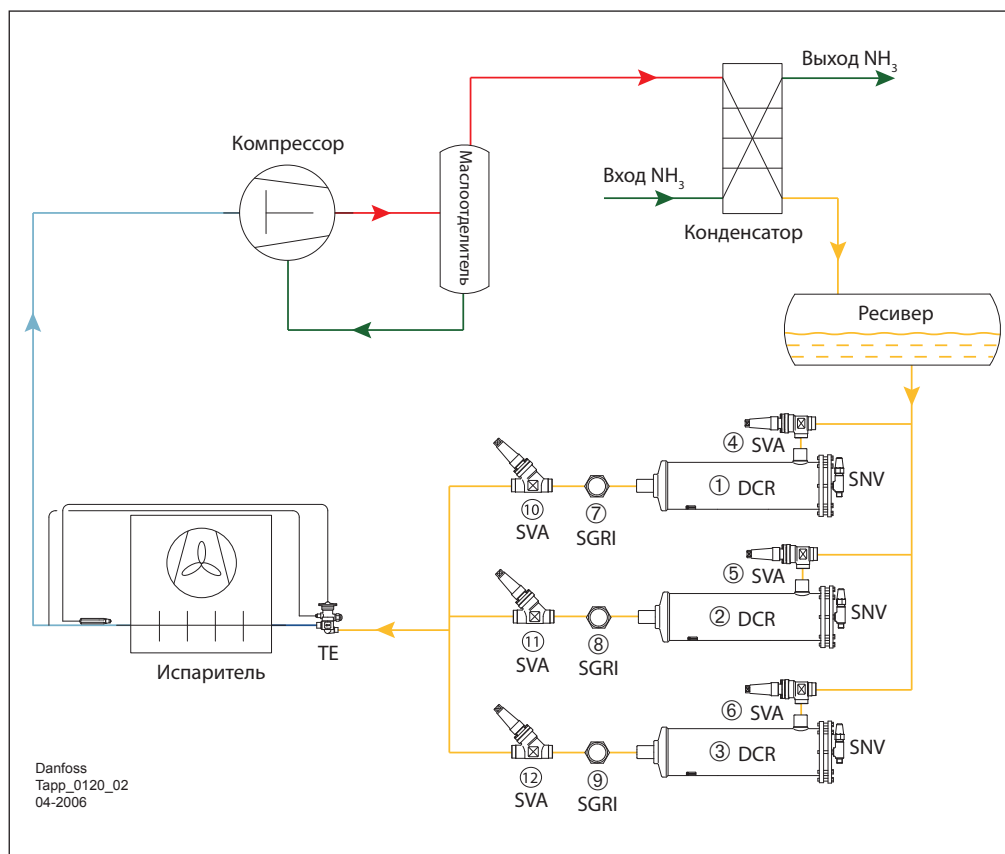 Выход NH3
Компрессор
Маслоотделитель
Вход NH3
Конденсатор
Ресивер
④
SVA
SNV
① DCR
⑩
SVA
⑦
SGRI
⑤
SVA
SNV
② DCR
⑪
SVA
⑧
SGRI
TE
Испаритель
⑥
SVA
SNV
③ DCR
⑫
SVA
⑨
SGRI
Danfoss
Tapp_0120_02
04-2006